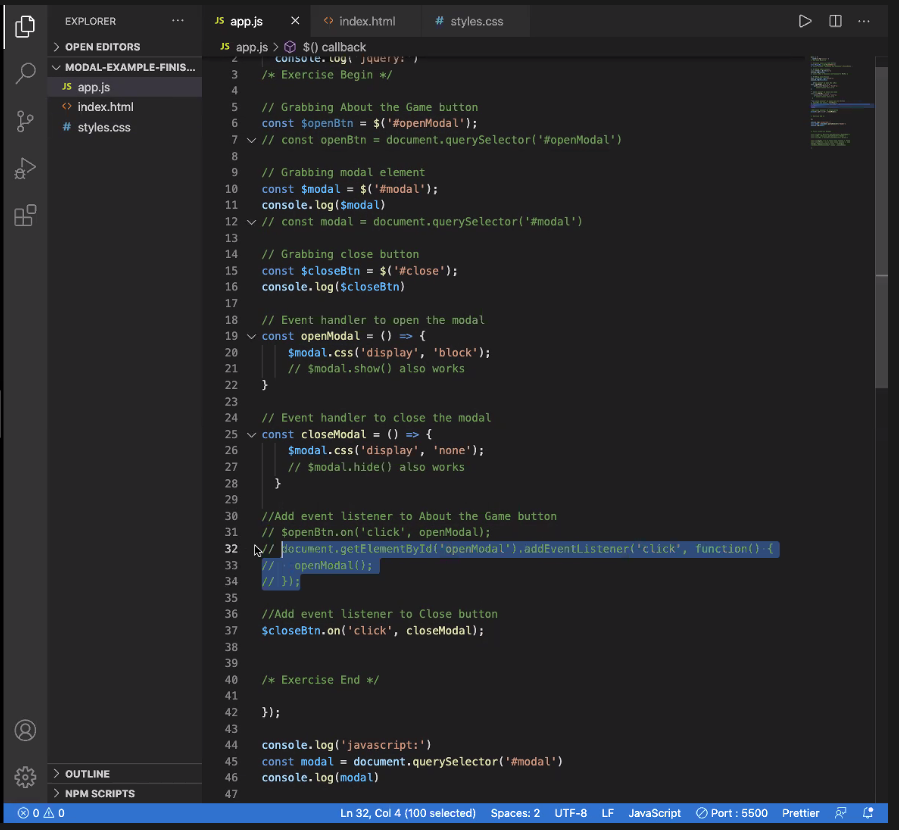 EXPLORER
JS app.js
<> index.html
# styles.css
OPEN EDITORS
JS app.js > $() callback
MODAL-EXAMPLE-FINIS...
JS app.js
<> index.html
# styles.css
2 console.log('jquery:')
3 /* Exercise Begin */
4
5 // Grabbing About the Game button
6 const $openBtn = $('#openModal');
7 // const openBtn = document.querySelector('#openModal')
8
9 // Grabbing modal element
10 const $modal = $('#modal');
11 console.log($modal)
12 // const modal = document.querySelector('#modal')
13
14 // Grabbing close button
15 const $closeBtn = $('#close');
16 console.log($closeBtn)
17
18 // Event handler to open the modal
19 const openModal = () => {
20 $modal.css('display', 'block');
21 // $modal.show() also works
22 }
23
24 // Event handler to close the modal
25 const closeModal = () => {
26 $modal.css('display', 'none');
27 // $modal.hide() also works
28 }
29
30 //Add event listener to About the Game button
31 // $openBtn.on('click', openModal);
32 // document.getElementById('openModal').addEventListener('click', function() {
33 // openModal();
34 // });
35
36 //Add event listener to Close button
37 $closeBtn.on('click', closeModal);
38
39
40 /* Exercise End */
41
42 });
43
44 console.log('javascript:')
45 const modal = document.querySelector('#modal')
46 console.log(modal)
47
OUTLINE
NPM SCRIPTS
0 0
Ln 32, Col 4 (100 selected)
Spaces: 2
UTF-8
LF
JavaScript
Port : 5500
Prettier